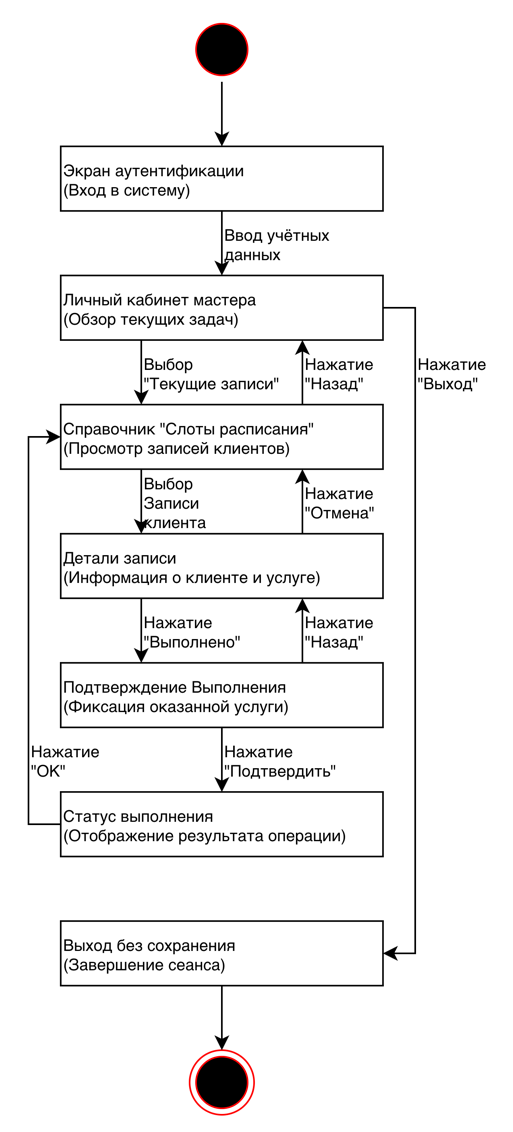 Экран аутентификации
(Вход в систему)
Ввод учётных
данных
Личный кабинет мастера
(Обзор текущих задач)
Выбор
"Текущие записи"
Нажатие
"Назад"
Нажатие
"Выход"
Справочник "Слоты расписания"
(Просмотр записей клиентов)
Выбор
Записи
клиента
Нажатие
"Отмена"
Детали записи
(Информация о клиенте и услуге)
Нажатие
"Выполнено"
Нажатие
"Назад"
Подтверждение Выполнения
(Фиксация оказанной услуги)
Нажатие
"ОК"
Нажатие
"Подтвердить"
Статус выполнения
(Отображение результата операции)
Выход без сохранения
(Завершение сеанса)